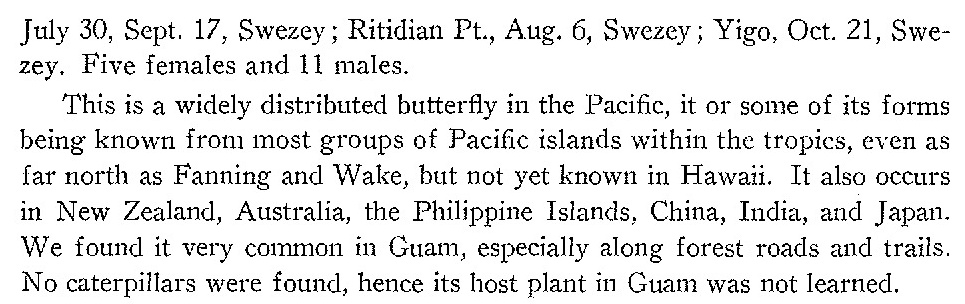 July 30, Sept. 17, Swezey; Ritidian Pt., Aug. 6, Swezey; Yigo, Oct. 21, Swe-
zey. Five females and 11 males.
This is a widely distributed butterfly in the Pacific, it or some of its forms
being known from most groups of Pacific islands within the tropics, even as
far north as Fanning and Wake, but not yet known in Hawaii. It also occurs
in New Zealand, Australia, the Philippine Islands, China, India, and Japan.
We found it very common in Guam, especially along forest roads and trails.
No caterpillars were found, hence its host plant in Guam was not learned.